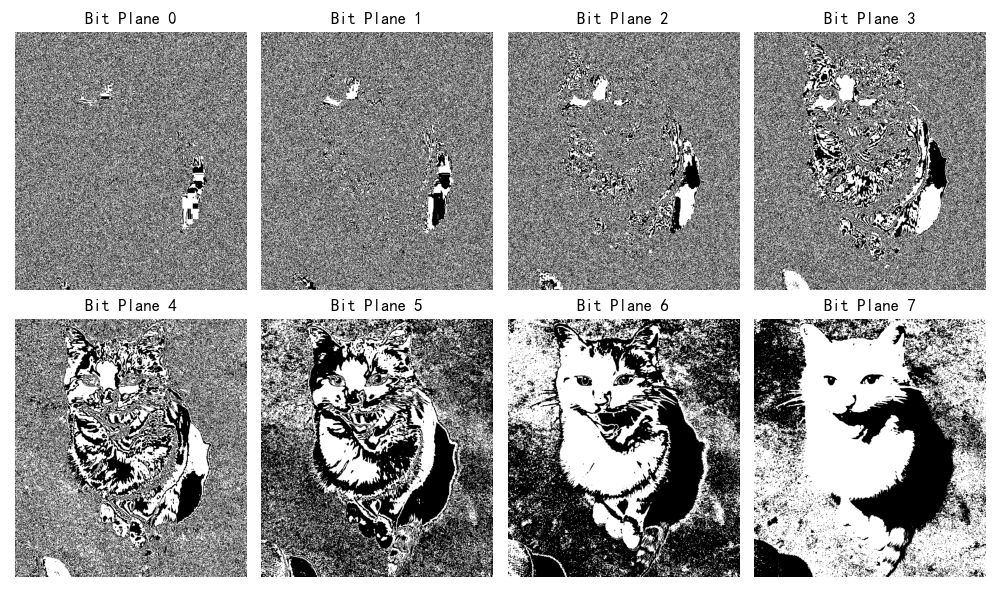 Bit Plane 0
Bit Plane 1
Bit Plane 2
Bit Plane 3
Bit Plane 4
Bit Plane 5
Bit Plane 6
Bit Plane 7